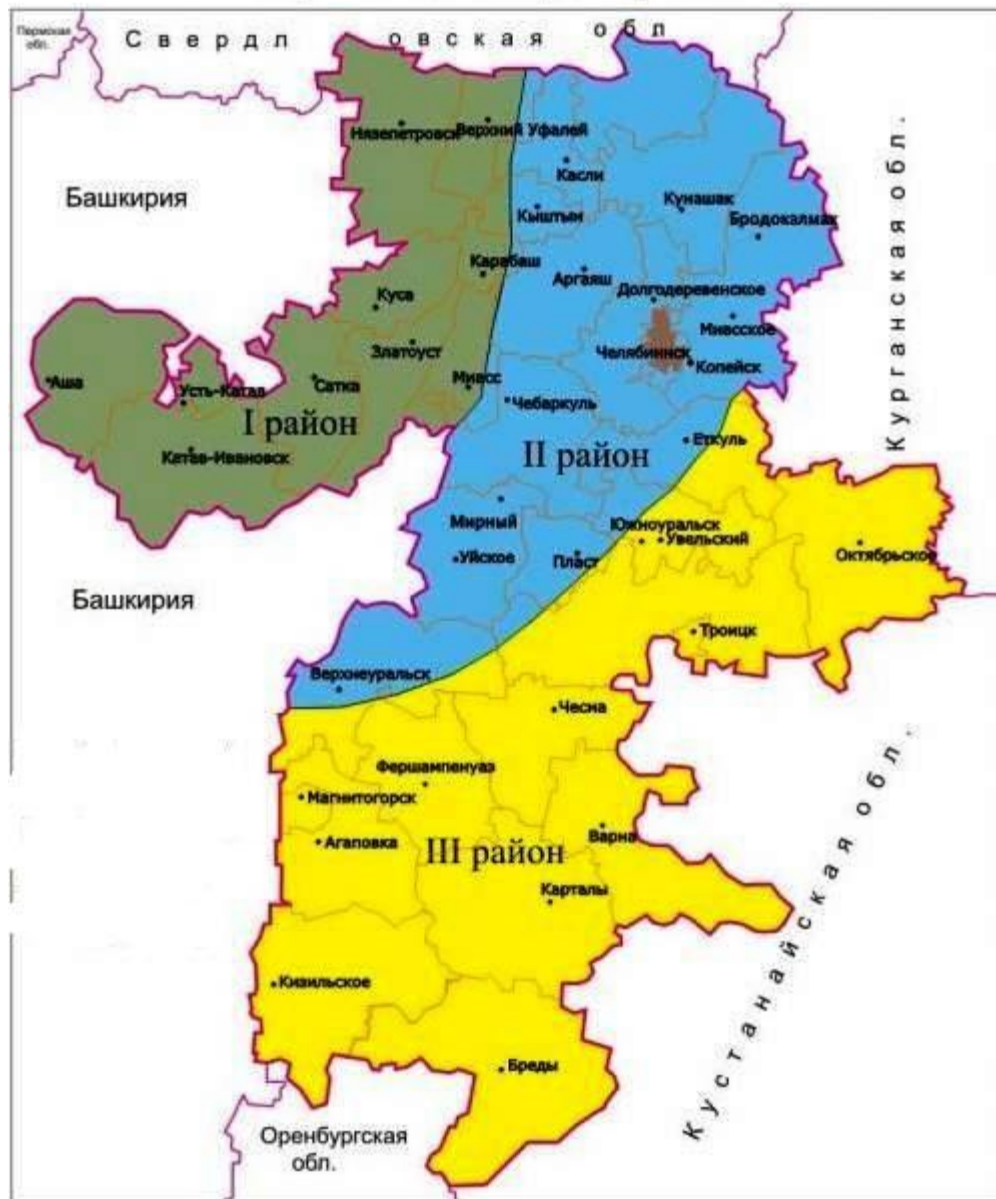 Пермская
обл.
Свердловская обл
Нязепетровск
Верхний Уфалей
Касли
Башкирия
Кунашак
Кыштым
Бродокалмак
Курганская обл.
Карабаш
Аргаяш
Долгодеревенское
Куса
Миасское
Златоуст
Челябиннск
Копейск
Аша
Усть-Катав
Сатка
Миасс
Чебаркуль
I район
Еткуль
Катав-Ивановск
II район
Мирный
Южноуральск
Увельский
Октябрьское
Уйское
Пласт
Башкирия
Троицк
Верхнеуральск
Чесма
Фершампенуаз
Магнитогорск
Агаповка
III район
Варна
Карталы
Кустанайская обл.
Кизильское
Бреды
Оренбургская
обл.